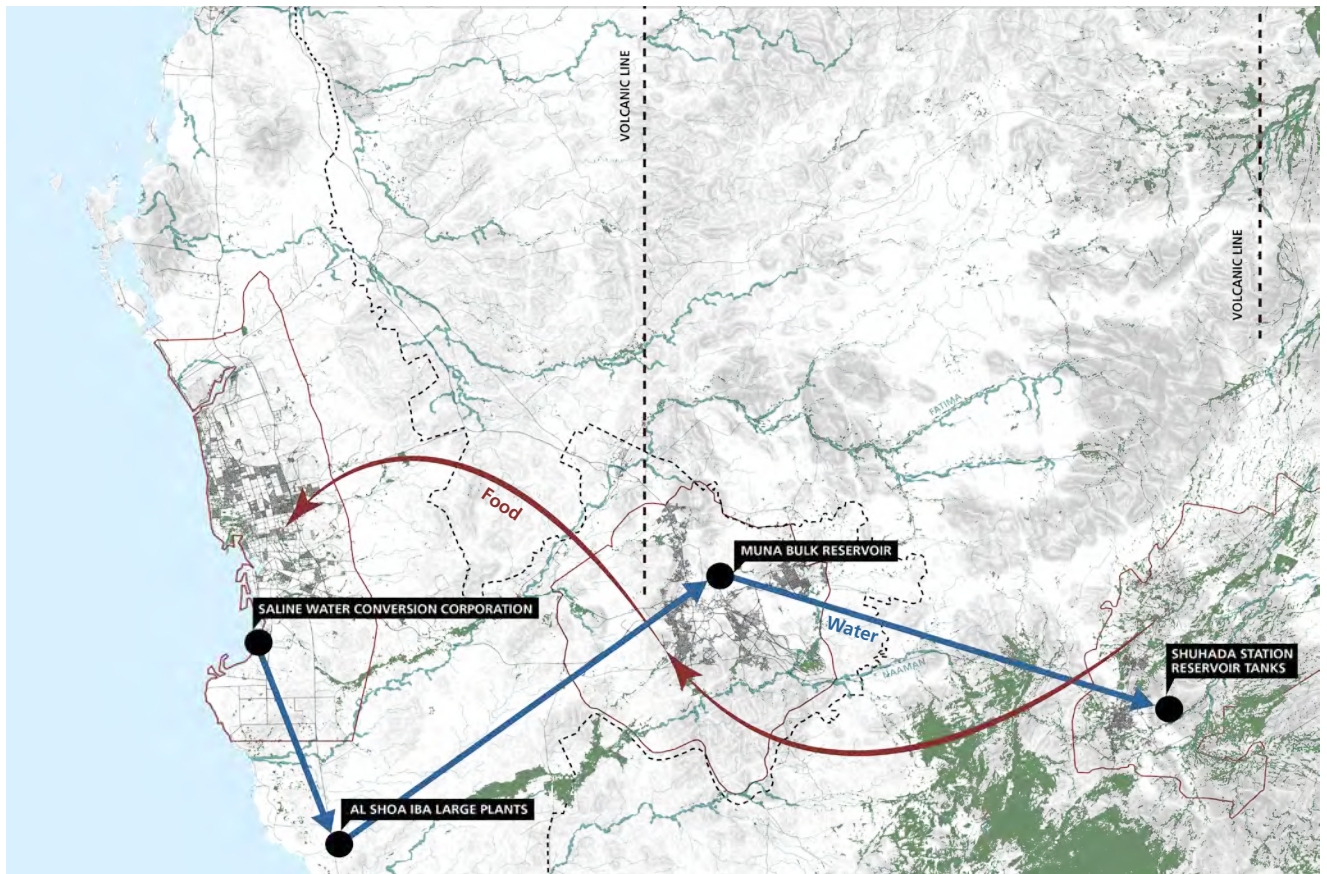 VOLCANIC LINE
VOLCANIC LINE
FATIMA
Food
MUNA BULK RESERVOIR
SALINE WATER CONVERSION CORPORATION
Water
NAAMAN
SHUHADA STATION
RESERVOIR TANKS
AL SHOA IBA LARGE PLANTS